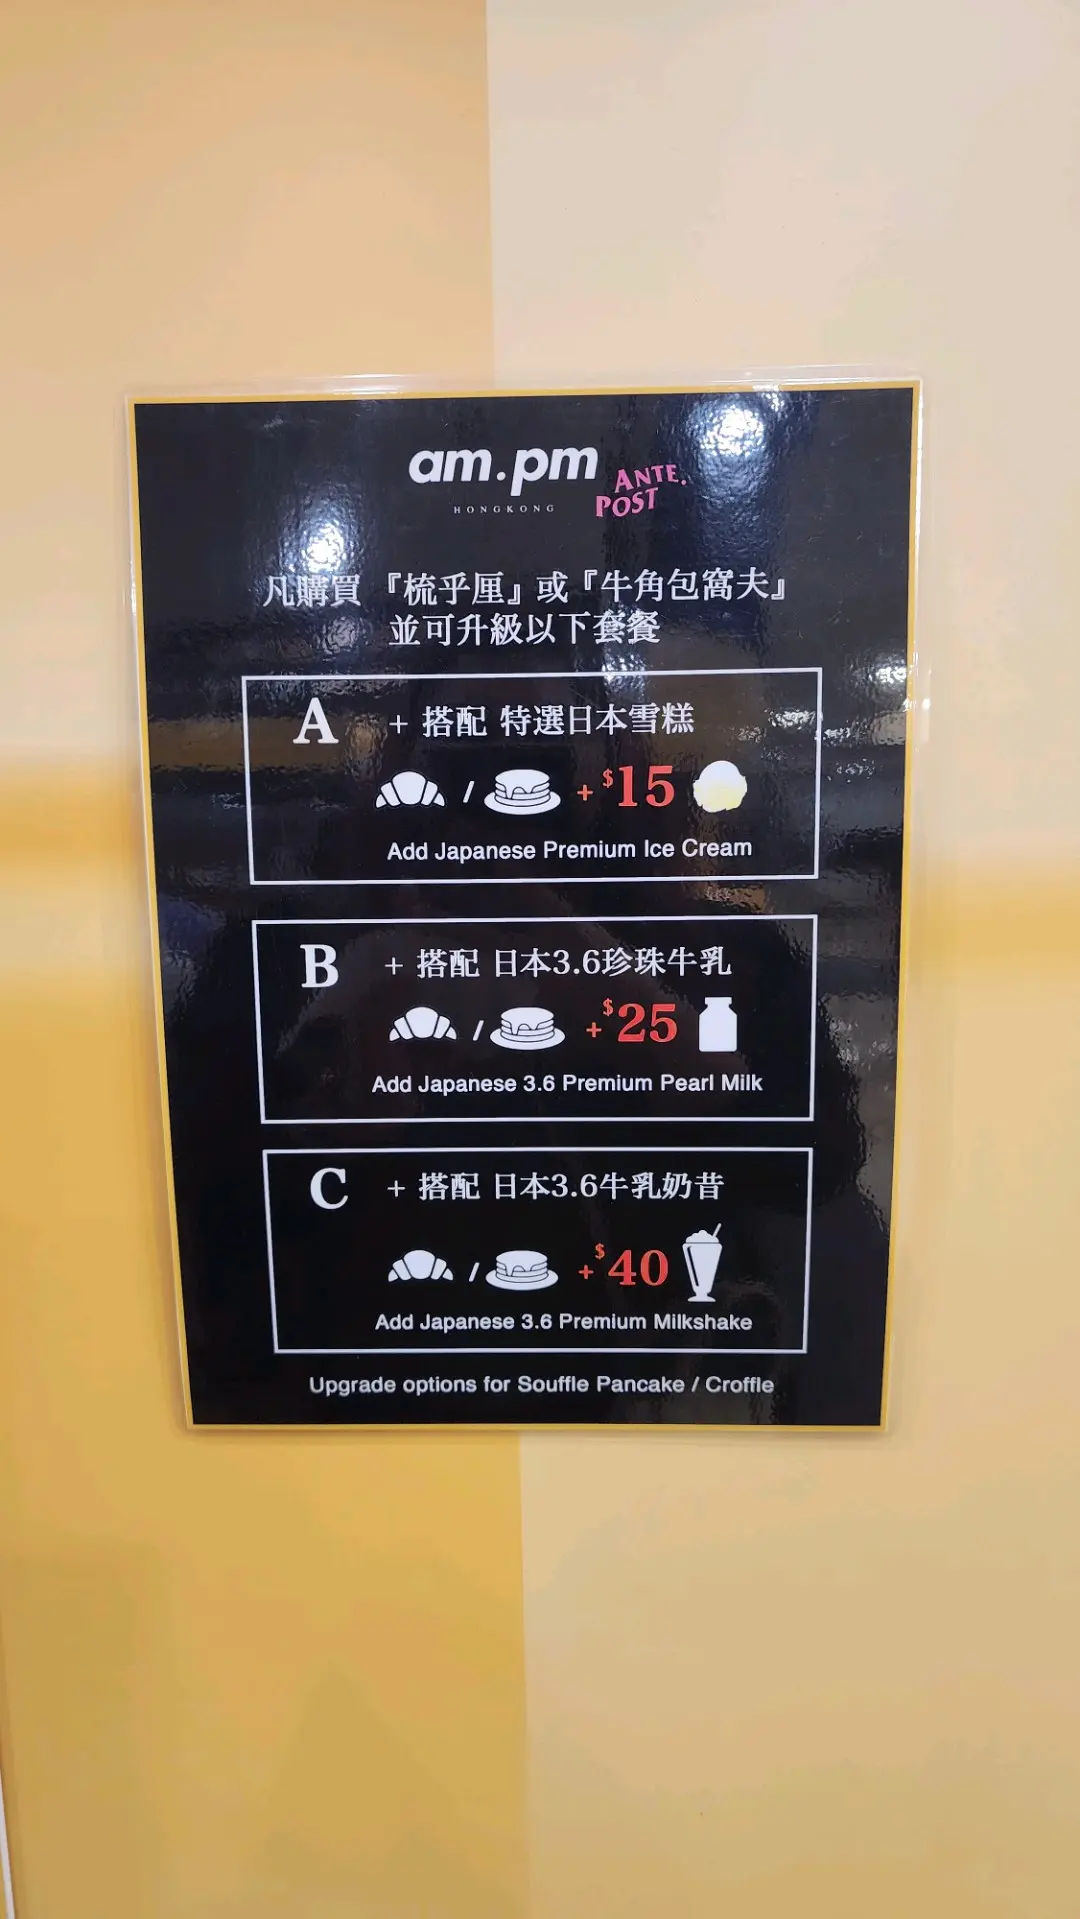 am.pm
HONGKONG
ANTE.
POST
凡購買『梳乎厘』或『牛角包窩夫』
並可升級以下套餐
A + 搭配 特選日本雪糕
/ +$15
Add Japanese Premium Ice Cream
B + 搭配 日本3.6珍珠牛乳
/ +$25
Add Japanese 3.6 Premium Pearl Milk
C + 搭配 日本3.6牛乳奶昔
/ +$40
Add Japanese 3.6 Premium Milkshake
Upgrade options for Souffle Pancake / Croffle